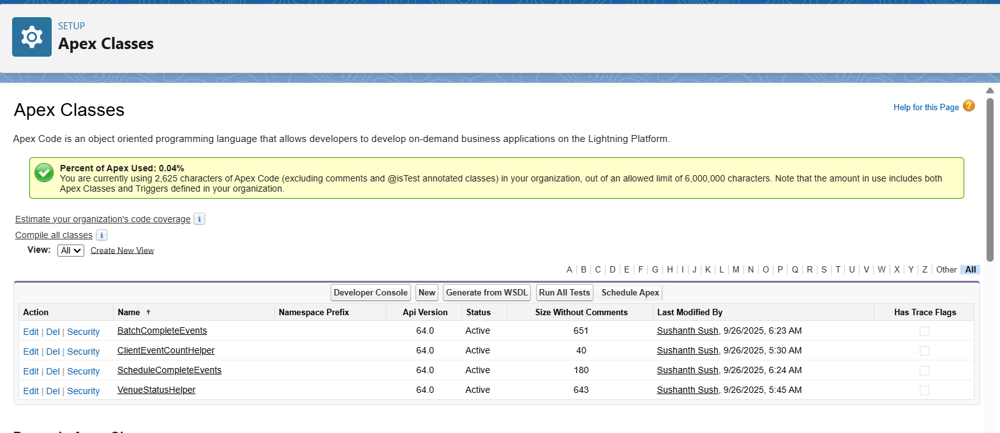 SETUP
Apex Classes
Apex Classes
Help for this Page ?
Apex Code is an object oriented programming language that allows developers to develop on-demand business applications on the Lightning Platform.
Percent of Apex Used: 0.04%
You are currently using 2,625 characters of Apex Code (excluding comments and @isTest annotated classes) in your organization, out of an allowed limit of 6,000,000 characters. Note that the amount in use includes both
Apex Classes and Triggers defined in your organization.
Estimate your organization's code coverage i
Compile all classes i
View: All Create New View
A B C D E F G H I J K L M N O P Q R S T U V W X Y Z Other All
Developer Console New Generate from WSDL Run All Tests Schedule Apex
Action Name Namespace Prefix Api Version Status Size Without Comments Last Modified By Has Trace Flags
Edit | Del | Security BatchCompleteEvents 64.0 Active 651 Sushanth Sush, 9/26/2025, 6:23 AM
Edit | Del | Security ClientEventCountHelper 64.0 Active 40 Sushanth Sush, 9/26/2025, 5:30 AM
Edit | Del | Security ScheduleCompleteEvents 64.0 Active 180 Sushanth Sush, 9/26/2025, 6:24 AM
Edit | Del | Security VenueStatusHelper 64.0 Active 643 Sushanth Sush, 9/26/2025, 5:45 AM